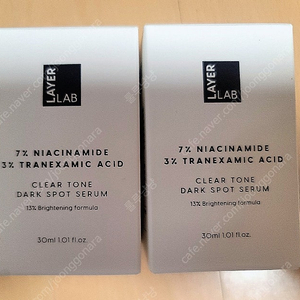 LAYER
LAB
7% NIACINAMIDE
3% TRANEXAMIC ACID
CLEAR TONE
DARK SPOT SERUM
13% Brightening formula
30ml 1.01 fl.oz.
LAYER
LAB
7% NIACINAMIDE
3% TRANEXAMIC ACID
CLEAR TONE
DARK SPOT SERUM
13% Brightening formula
30ml 1.01 fl.oz.